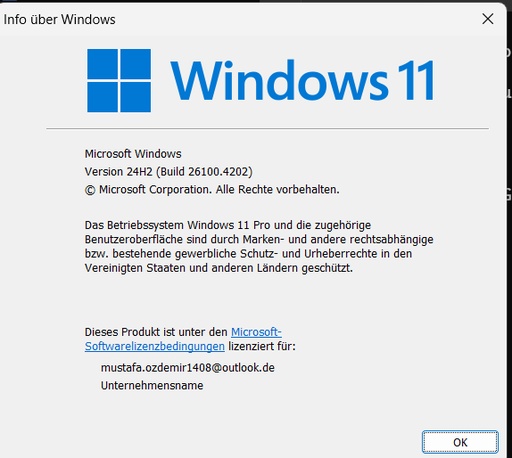 Info über Windows
Windows 11
Microsoft Windows
Version 24H2 (Build 26100.4202)
© Microsoft Corporation. Alle Rechte vorbehalten.
Das Betriebssystem Windows 11 Pro und die zugehörige
Benutzeroberfläche sind durch Marken- und andere rechtsabhängige
bzw. bestehende gewerbliche Schutz- und Urheberrechte in den
Vereinigten Staaten und anderen Ländern geschützt.
Dieses Produkt ist unter den Microsoft-
Softwarelizenzbedingungen lizenziert für:
mustafa.ozdemir1408@outlook.de
Unternehmensname
OK